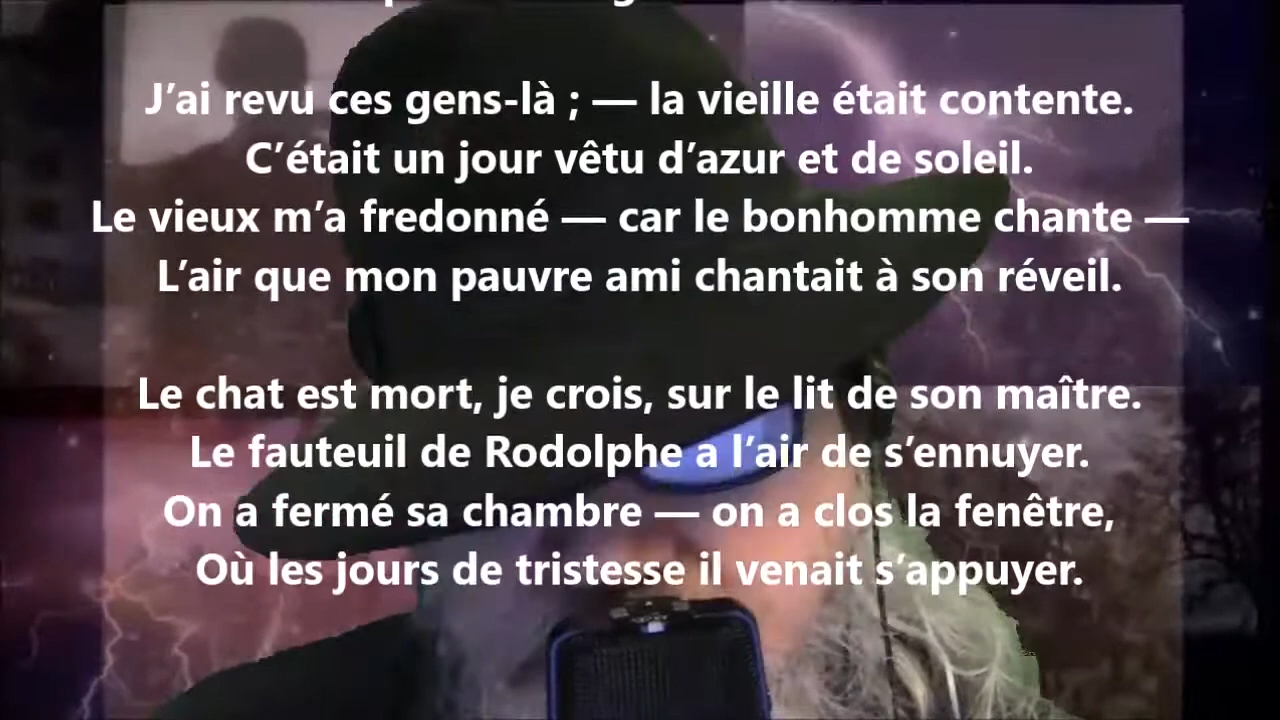 J’ai revu ces gens-là ; — la vieille était contente.
C’était un jour vêtu d’azur et de soleil.
Le vieux m’a fredonné — car le bonhomme chante —
L’air que mon pauvre ami chantait à son réveil.
Le chat est mort, je crois, sur le lit de son maître.
Le fauteuil de Rodolphe a l’air de s’ennuyer.
On a fermé sa chambre — on a clos la fenêtre,
Où les jours de tristesse il venait s’appuyer.